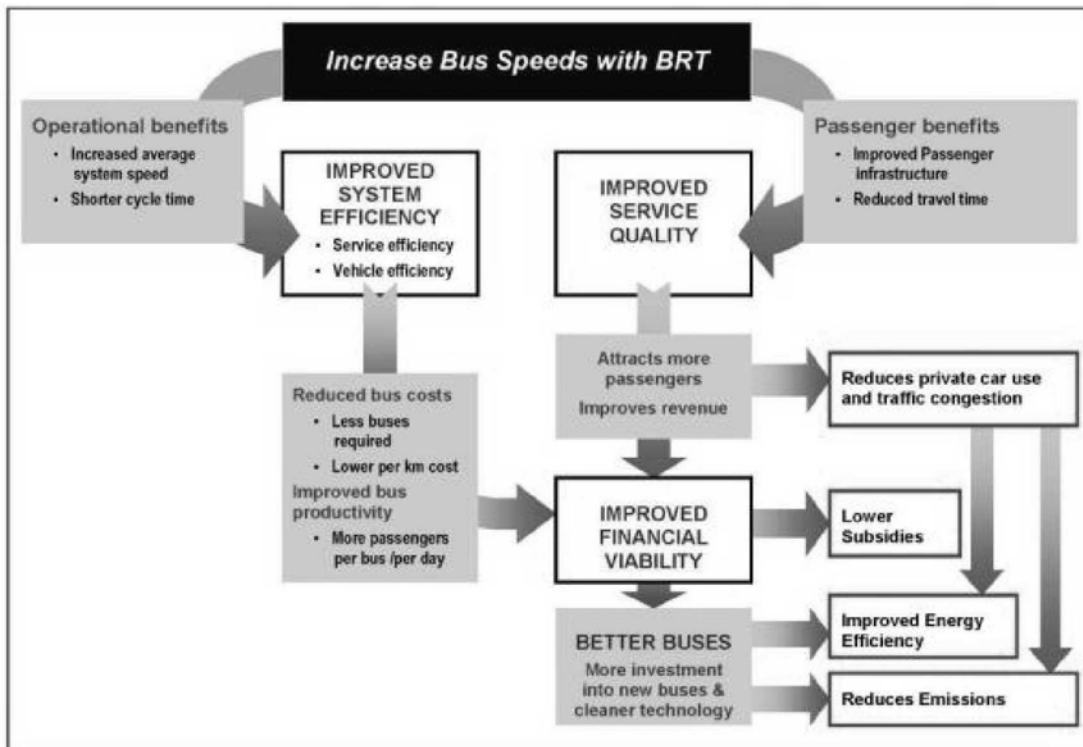 Increase Bus Speeds with BRT
Operational benefits
• Increased average
system speed
• Shorter cycle time
IMPROVED
SYSTEM
EFFICIENCY
• Service efficiency
• Vehicle efficiency
IMPROVED
SERVICE
QUALITY
Passenger benefits
• Improved Passenger
infrastructure
• Reduced travel time
Reduced bus costs
• Less buses
required
• Lower per km cost
Improved bus
productivity
• More passengers
per bus /per day
Attracts more
passengers
Improves revenue
Reduces private car use
and traffic congestion
IMPROVED
FINANCIAL
VIABILITY
Lower
Subsidies
BETTER BUSES
More investment
into new buses &
cleaner technology
Improved Energy
Efficiency
Reduces Emissions